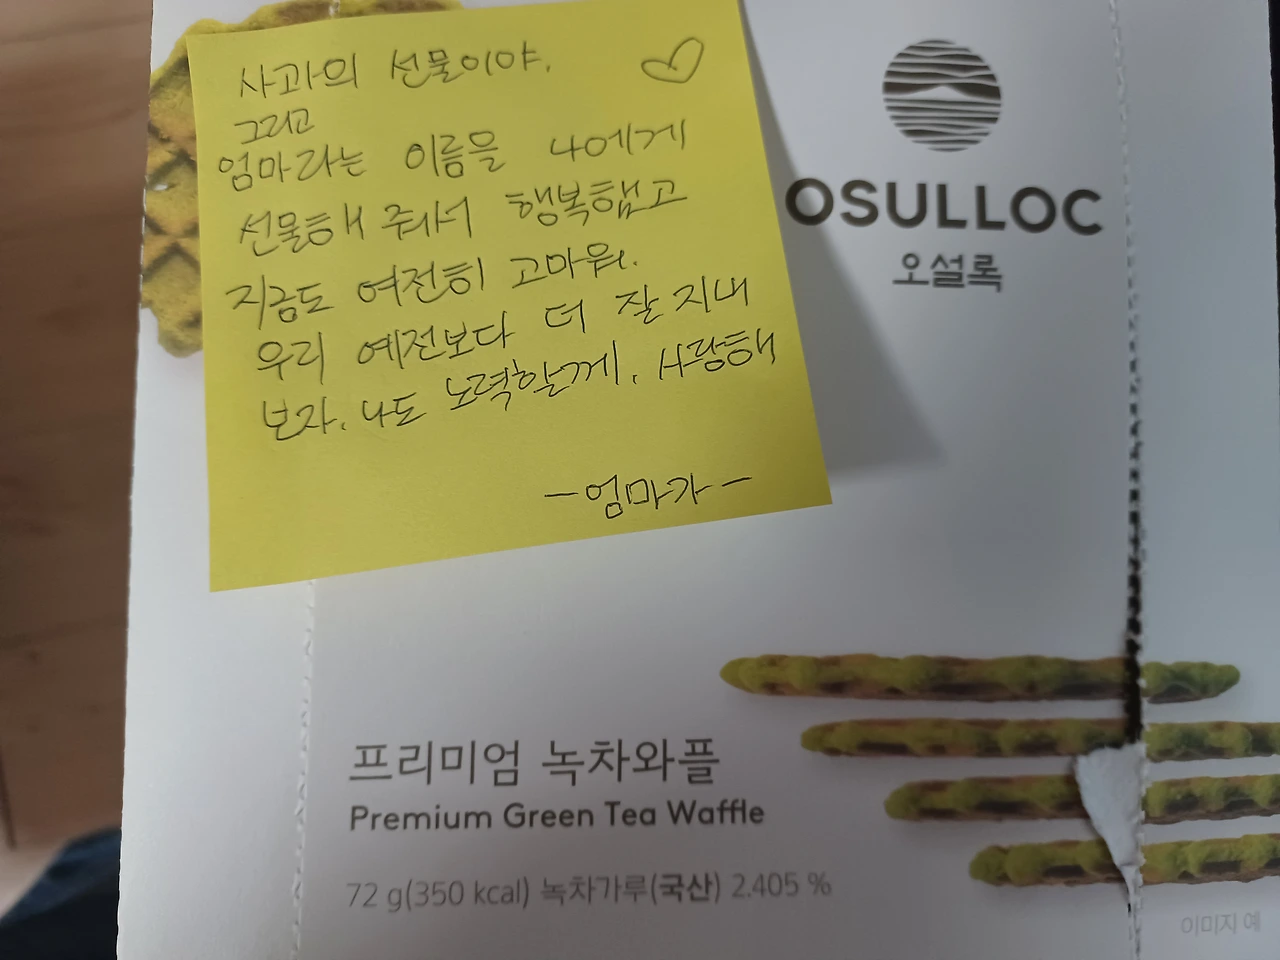 사과의 선물이야.
그리고
엄마라는 이름을 나에게
선물해 줘서 행복했고
지금도 여전히 고마워.
우리 예전보다 더 잘 지내
보자. 나도 노력할께. 사랑해
-엄마가-
OSULLOC
오설록
프리미엄 녹차와플
Premium Green Tea Waffle
72 g(350 kcal) 녹차가루(국산) 2.405 %
이미지 예